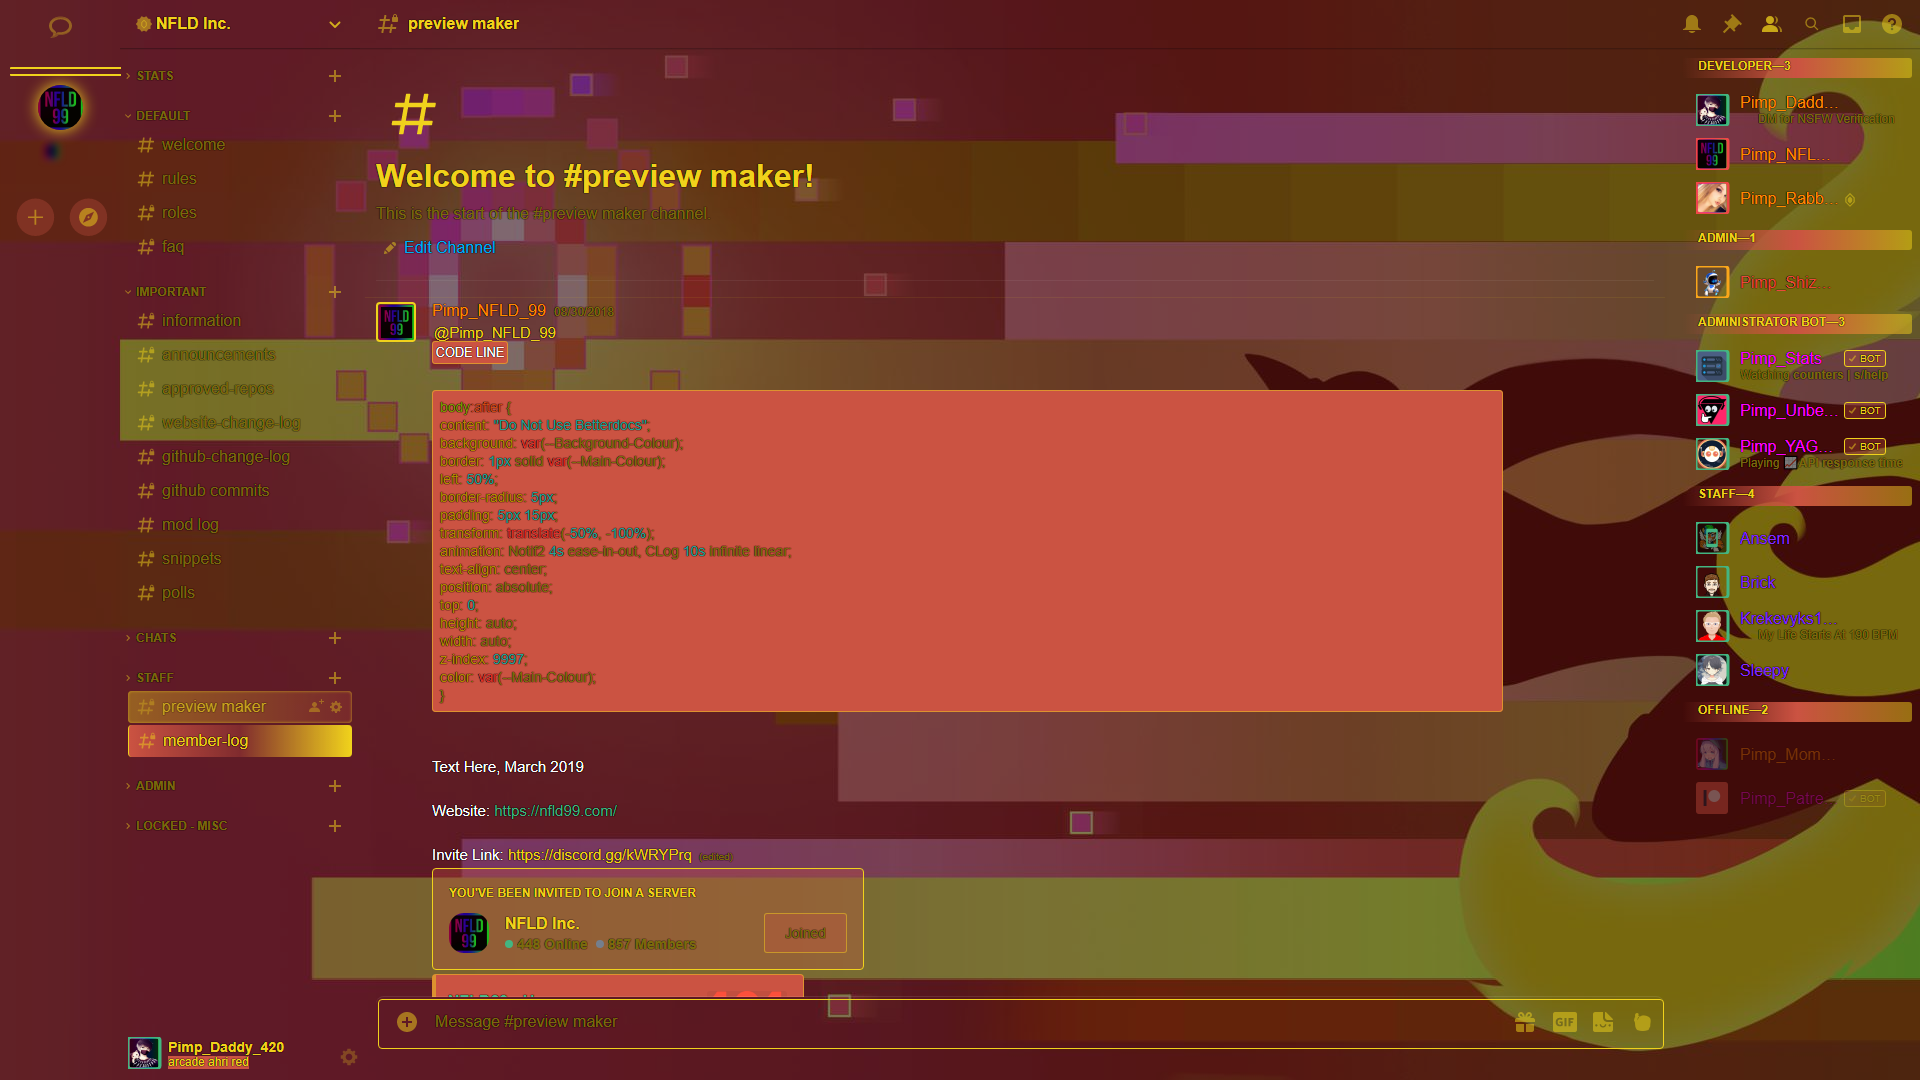 NFLD Inc.
preview maker
STATS
DEFAULT
welcome
rules
roles
faq
IMPORTANT
information
announcements
approved-repos
website-change-log
github-change-log
github commits
mod log
snippets
polls
CHATS
STAFF
preview maker
member-log
ADMIN
LOCKED - MISC
Pimp_Daddy_420
arcade ahri red
Welcome to #preview maker!
This is the start of the #preview maker channel.
Edit Channel
Pimp_NFLD_99 08/30/2018
@Pimp_NFLD_99
CODE LINE
body:after {
content: "Do Not Use Betterdocs";
background: var(--Background-Colour);
border: 1px solid var(--Main-Colour);
left: 50%;
border-radius: 5px;
padding: 5px 15px;
transform: translate(-50%, -100%);
animation: Notif2 4s ease-in-out, CLog 10s infinite linear;
text-align: center;
position: absolute;
top: 0;
height: auto;
width: auto;
z-index: 9997;
color: var(--Main-Colour);
}
Text Here, March 2019
Website: https://nfld99.com/
Invite Link: https://discord.gg/kWRYPrq (edited)
YOU'VE BEEN INVITED TO JOIN A SERVER
NFLD Inc.
448 Online 857 Members
Joined
Message #preview maker
GIF
DEVELOPER—3
Pimp_Dadd...
DM for NSFW Verification
Pimp_NFL...
Pimp_Rabb...
ADMIN—1
Pimp_Shiz...
ADMINISTRATOR BOT—3
Pimp_Stats BOT
Watching counters | s/help
Pimp_Unbe... BOT
Pimp_YAG... BOT
Playing API response time
STAFF—4
Ansem
Brick
Krekevyks1...
My Life Starts At 190 BPM
Sleepy
OFFLINE—2
Pimp_Mom...
Pimp_Patre... BOT
NFLD
99